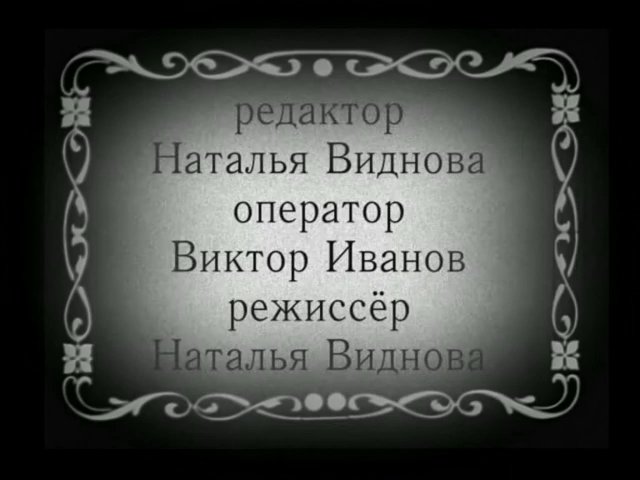 редактор
Наталья Виднова
оператор
Виктор Иванов
режиссёр
Наталья Виднова